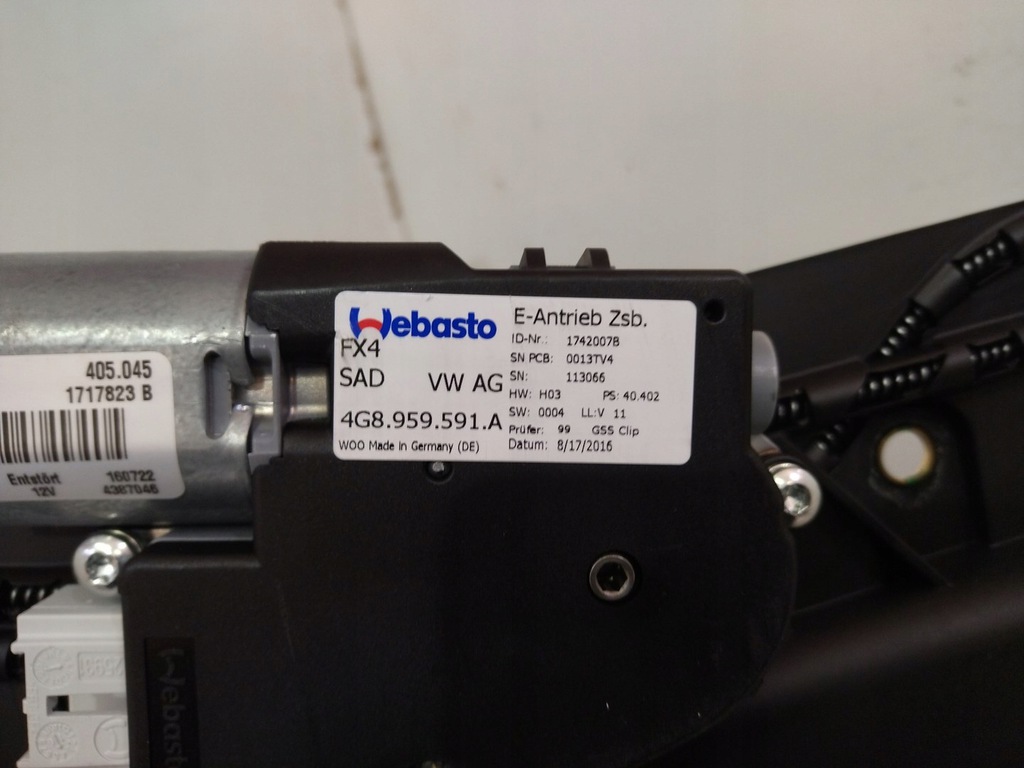 Webasto
FX4
SAD
VW AG
4G8.959.591.A
WOO Made in Germany (DE)
E-Antrieb Zsb.
ID-Nr.: 1742007B
SN PCB: 0013TV4
SN: 113066
HW: H03 PS: 40.402
SW: 0004 LL:V 11
Prüfer: 99 GSS Clip
Datum: 8/17/2016
405.045
1717823 B
Entstört 160722
12V 4387046
Webasto